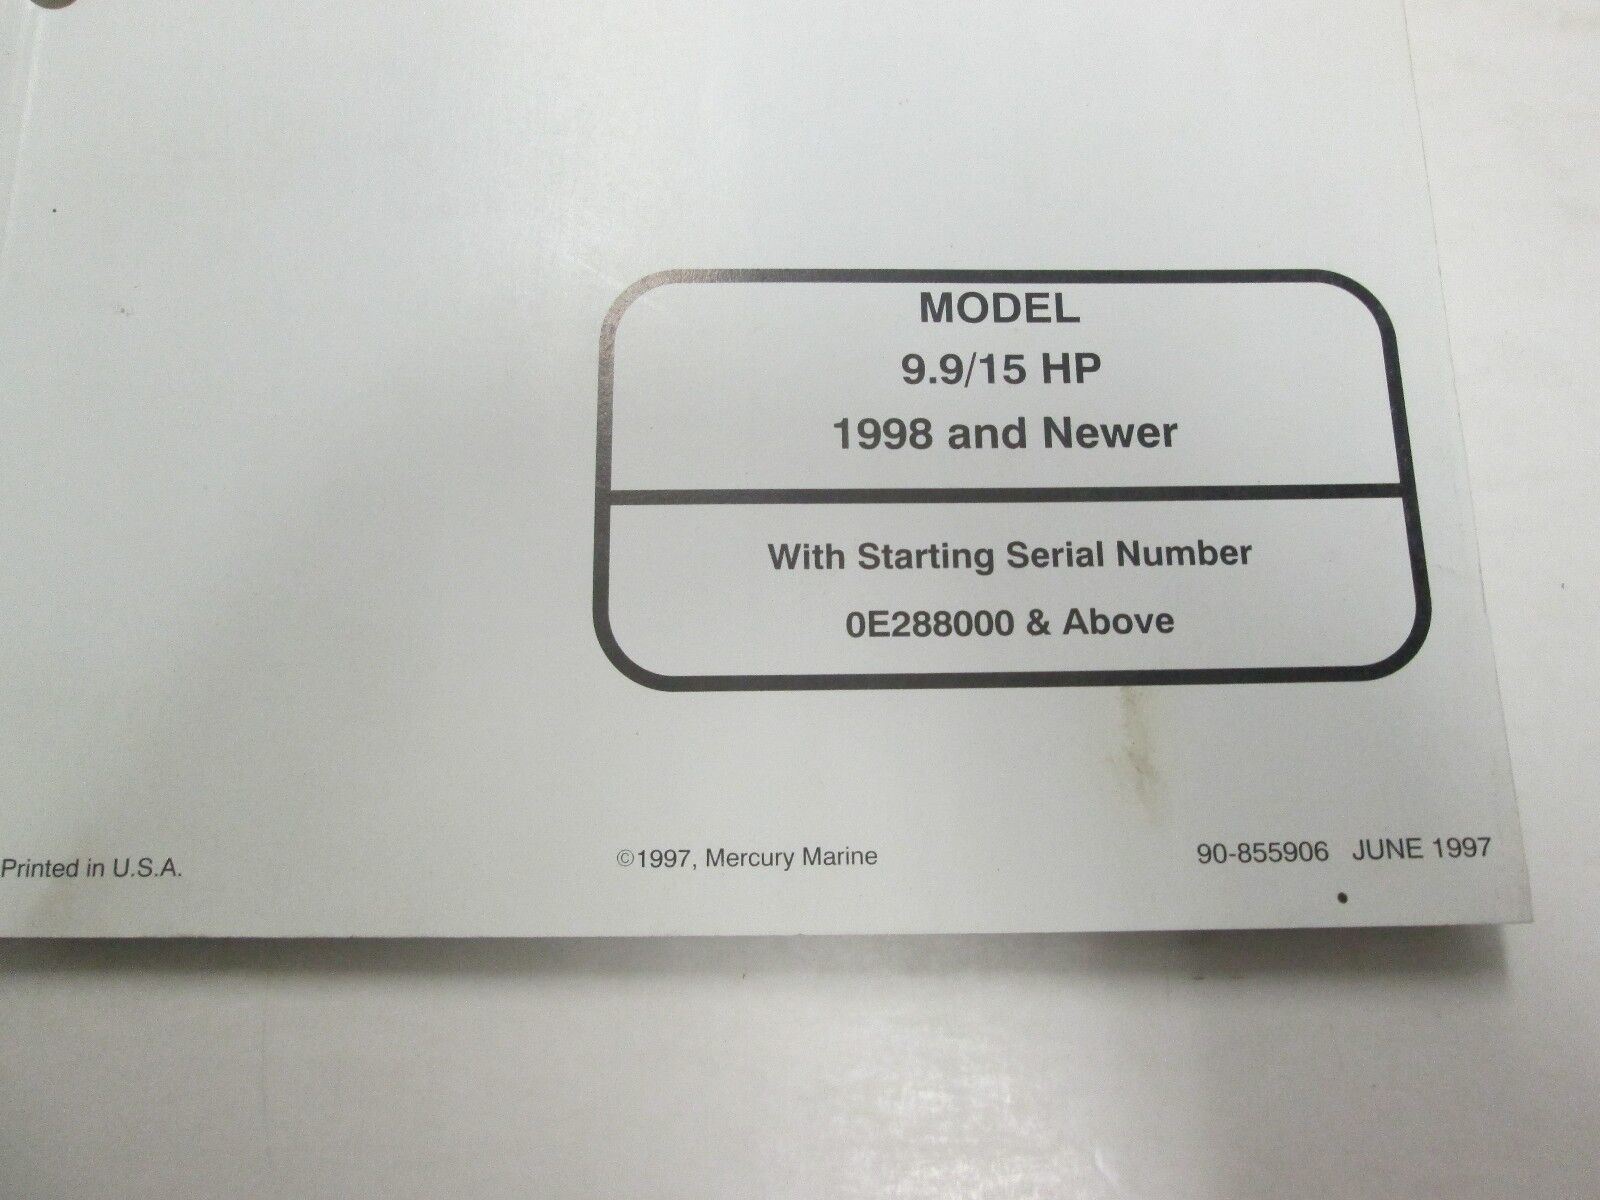 MODEL
9.9/15 HP
1998 and Newer
With Starting Serial Number
0E288000 & Above
Printed in U.S.A.
©1997, Mercury Marine
90-855906 JUNE 1997